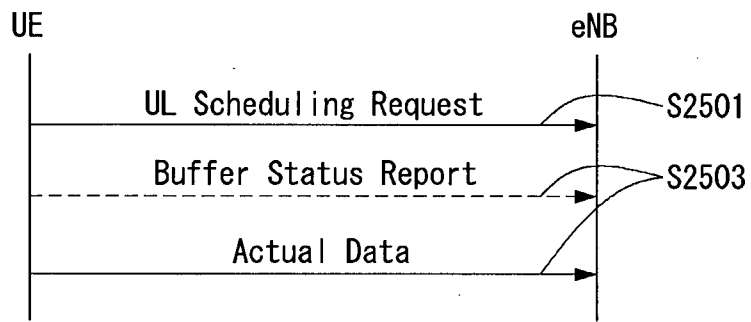 UE eNB
UL Scheduling Request S2501
Buffer Status Report S2503
Actual Data